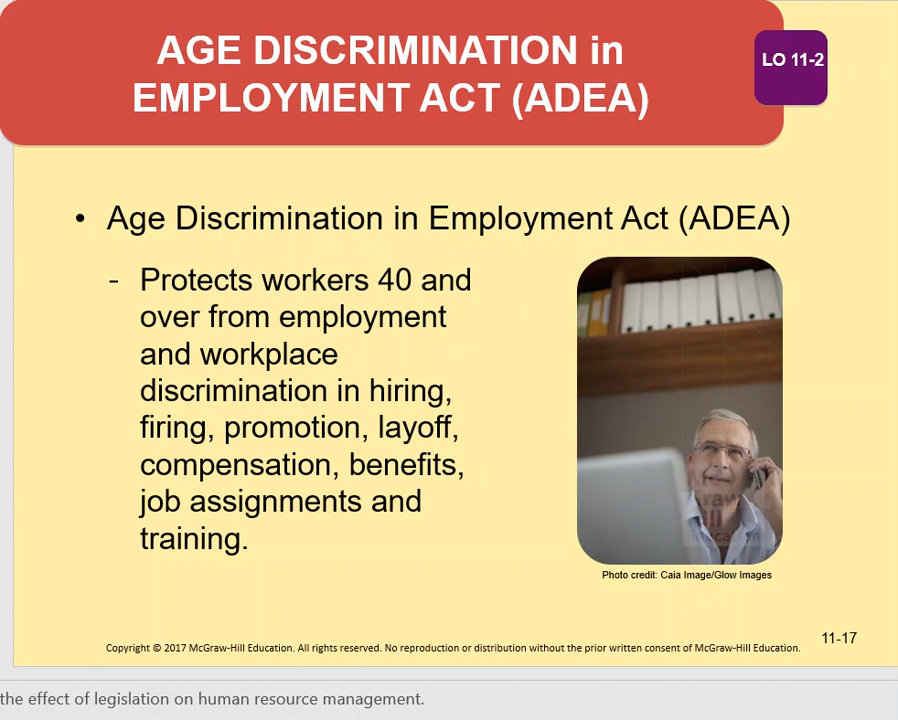 AGE DISCRIMINATION in
EMPLOYMENT ACT (ADEA)
LO 11-2
• Age Discrimination in Employment Act (ADEA)
- Protects workers 40 and
over from employment
and workplace
discrimination in hiring,
firing, promotion, layoff,
compensation, benefits,
job assignments and
training.
Photo credit: Caia Image/Glow Images
11-17
Copyright © 2017 McGraw-Hill Education. All rights reserved. No reproduction or distribution without the prior written consent of McGraw-Hill Education.
the effect of legislation on human resource management.